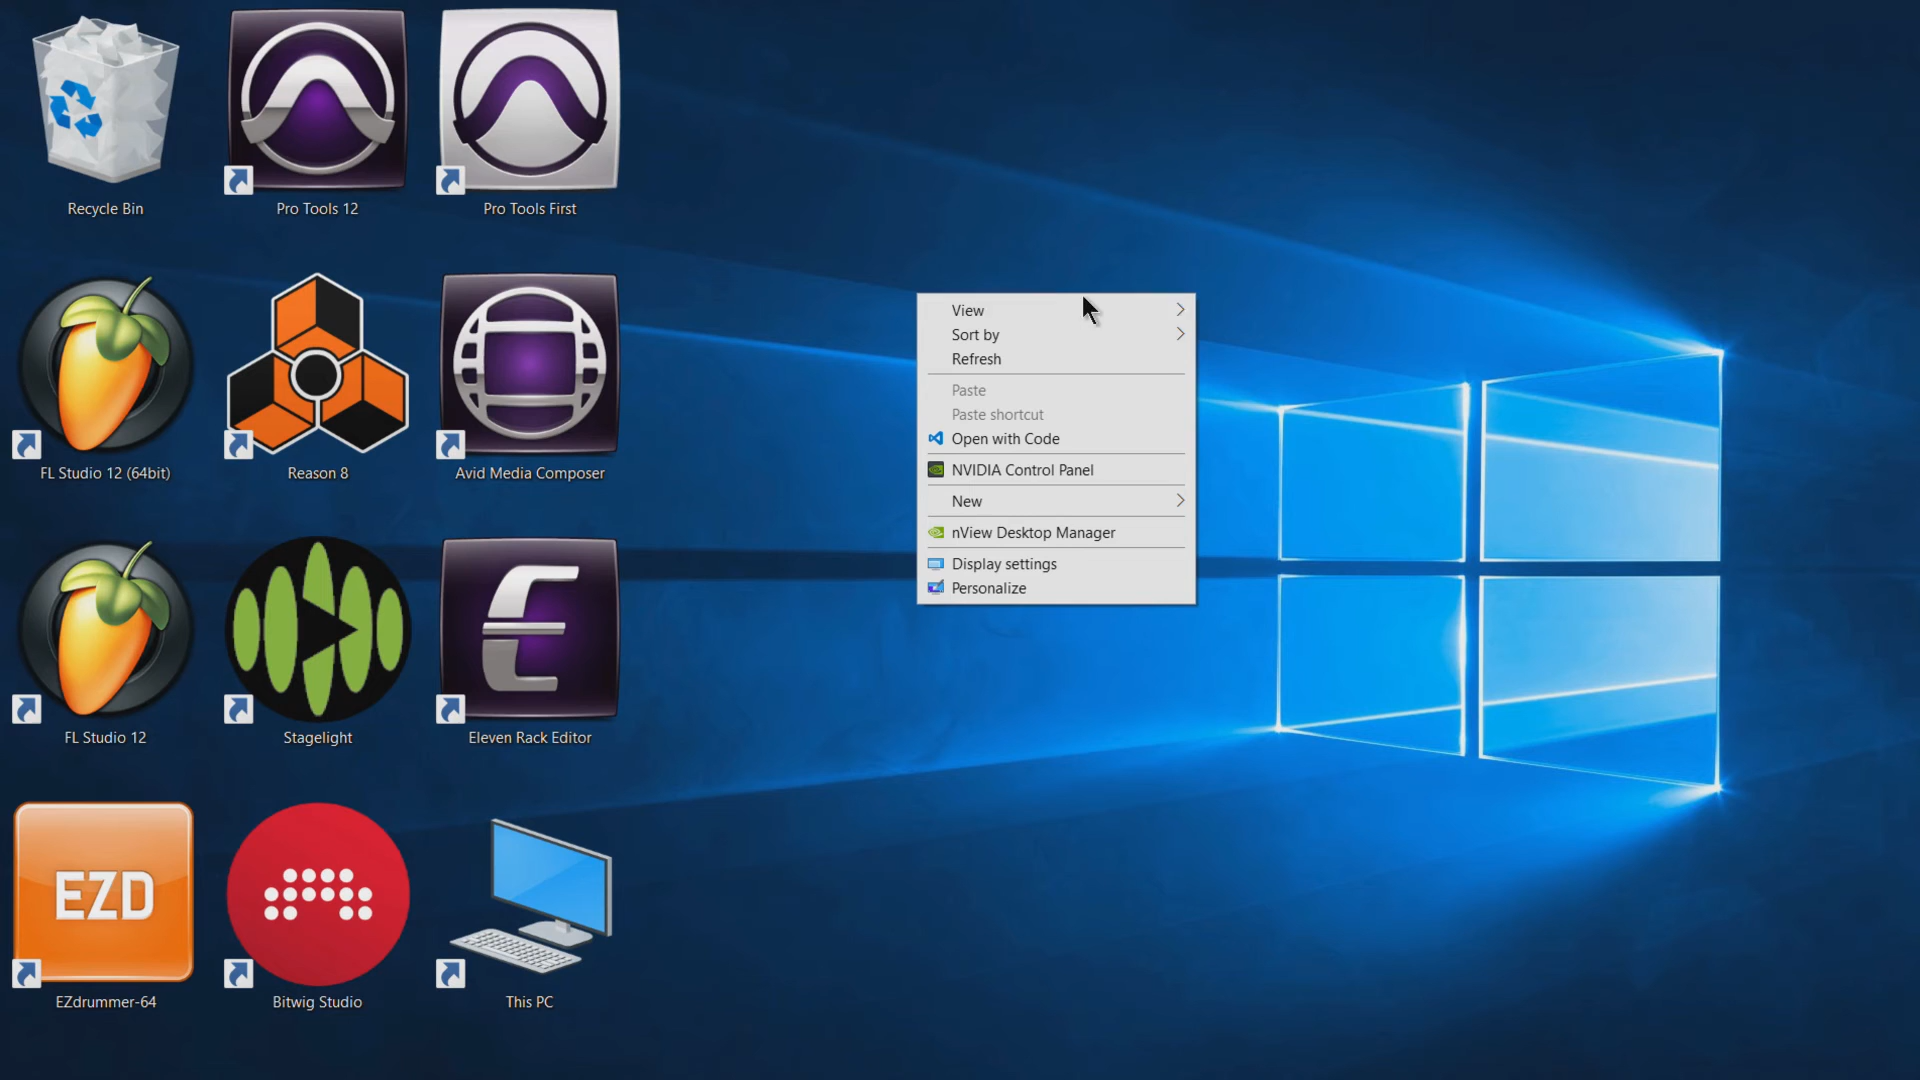 Recycle Bin
Pro Tools 12
Pro Tools First
FL Studio 12 (64bit)
Reason 8
Avid Media Composer
FL Studio 12
Stagelight
Eleven Rack Editor
EZD
EZdrummer-64
Bitwig Studio
This PC
View
Sort by
Refresh
Paste
Paste shortcut
Open with Code
NVIDIA Control Panel
New
nView Desktop Manager
Display settings
Personalize